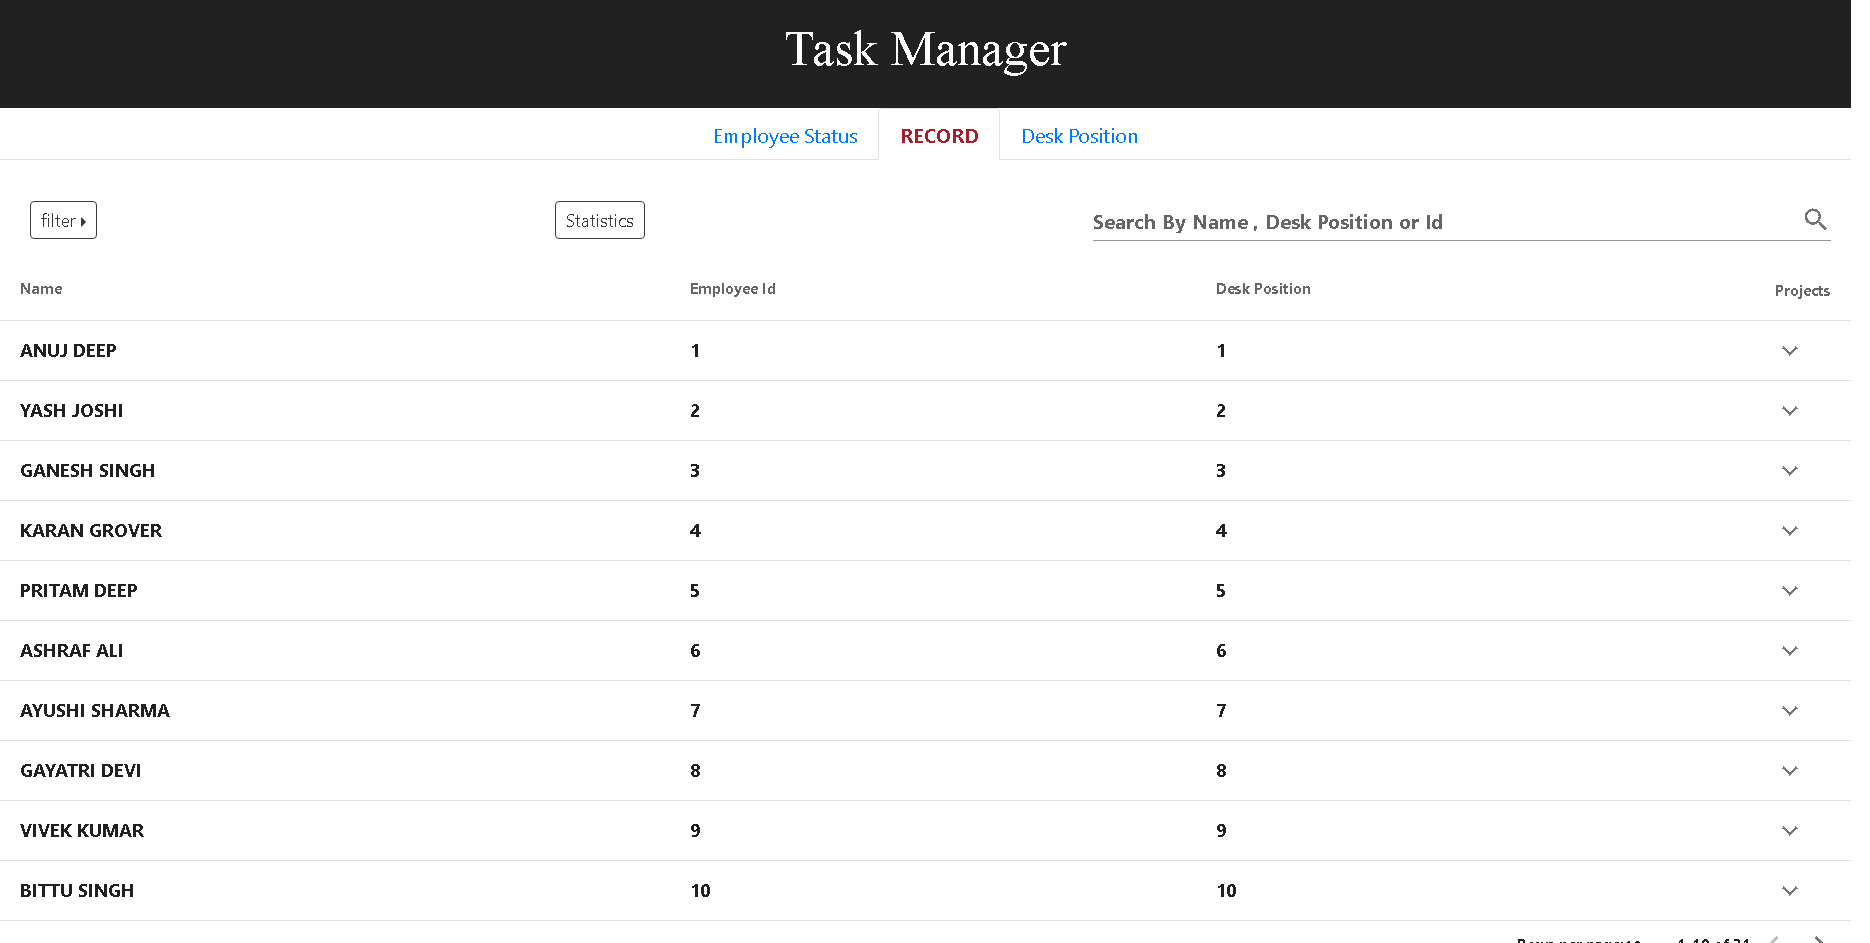 Task Manager
Employee Status RECORD Desk Position
filter Statistics Search By Name , Desk Position or Id
Name Employee Id Desk Position Projects
ANUJ DEEP 1 1
YASH JOSHI 2 2
GANESH SINGH 3 3
KARAN GROVER 4 4
PRITAM DEEP 5 5
ASHRAF ALI 6 6
AYUSHI SHARMA 7 7
GAYATRI DEVI 8 8
VIVEK KUMAR 9 9
BITTU SINGH 10 10